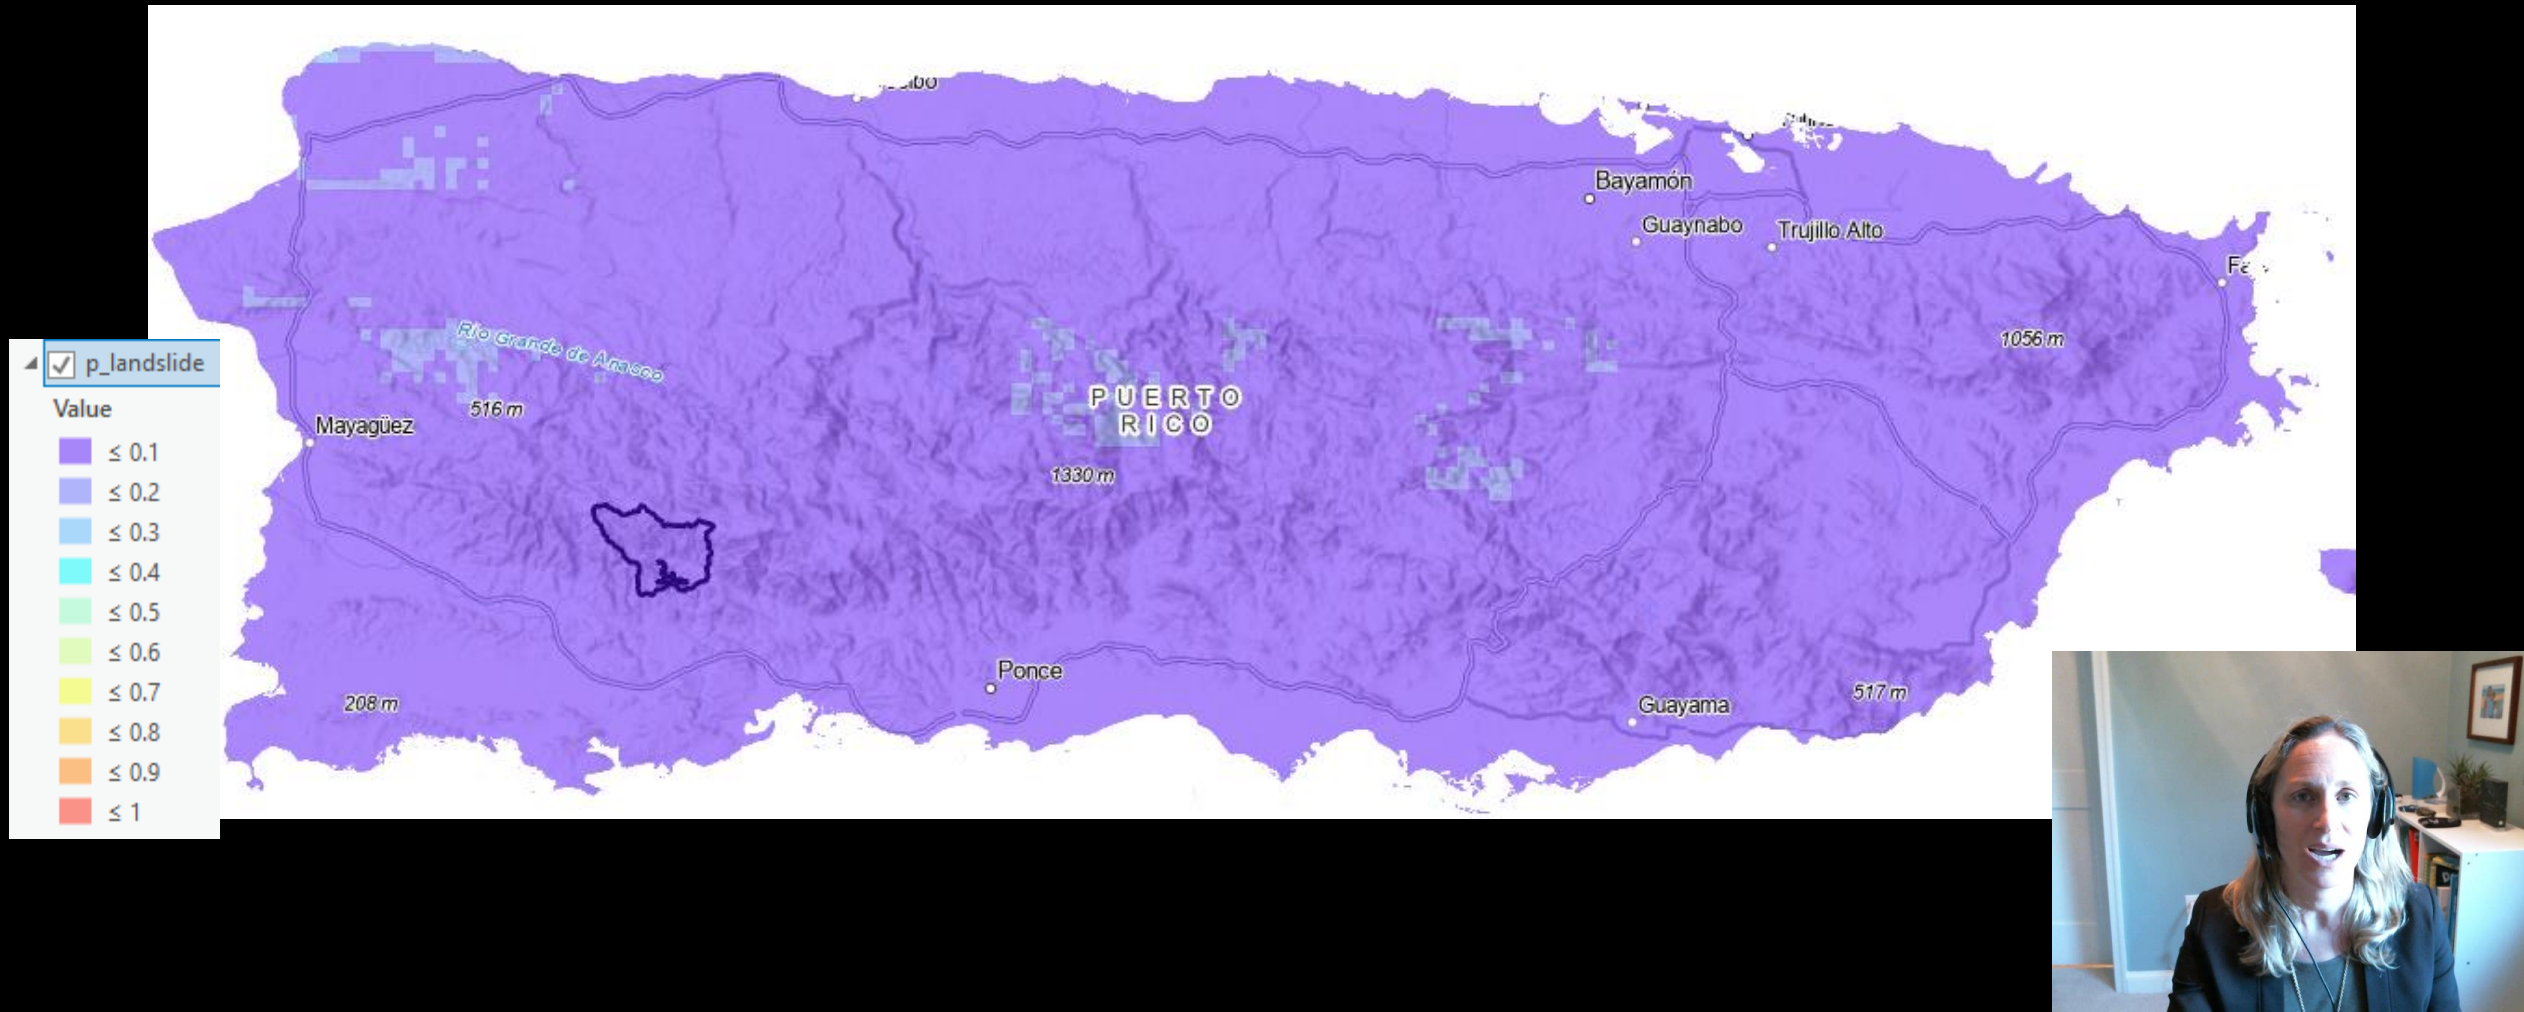 Bayamón
Guaynabo
Trujillo Alto
1056 m
Río Grande de Añasco
p_landslide
Value
≤ 0.1
≤ 0.2
≤ 0.3
≤ 0.4
≤ 0.5
≤ 0.6
≤ 0.7
≤ 0.8
≤ 0.9
≤ 1
PUERTO
RICO
516 m
Mayagüez
1330 m
Ponce
208 m
Guayama
517 m